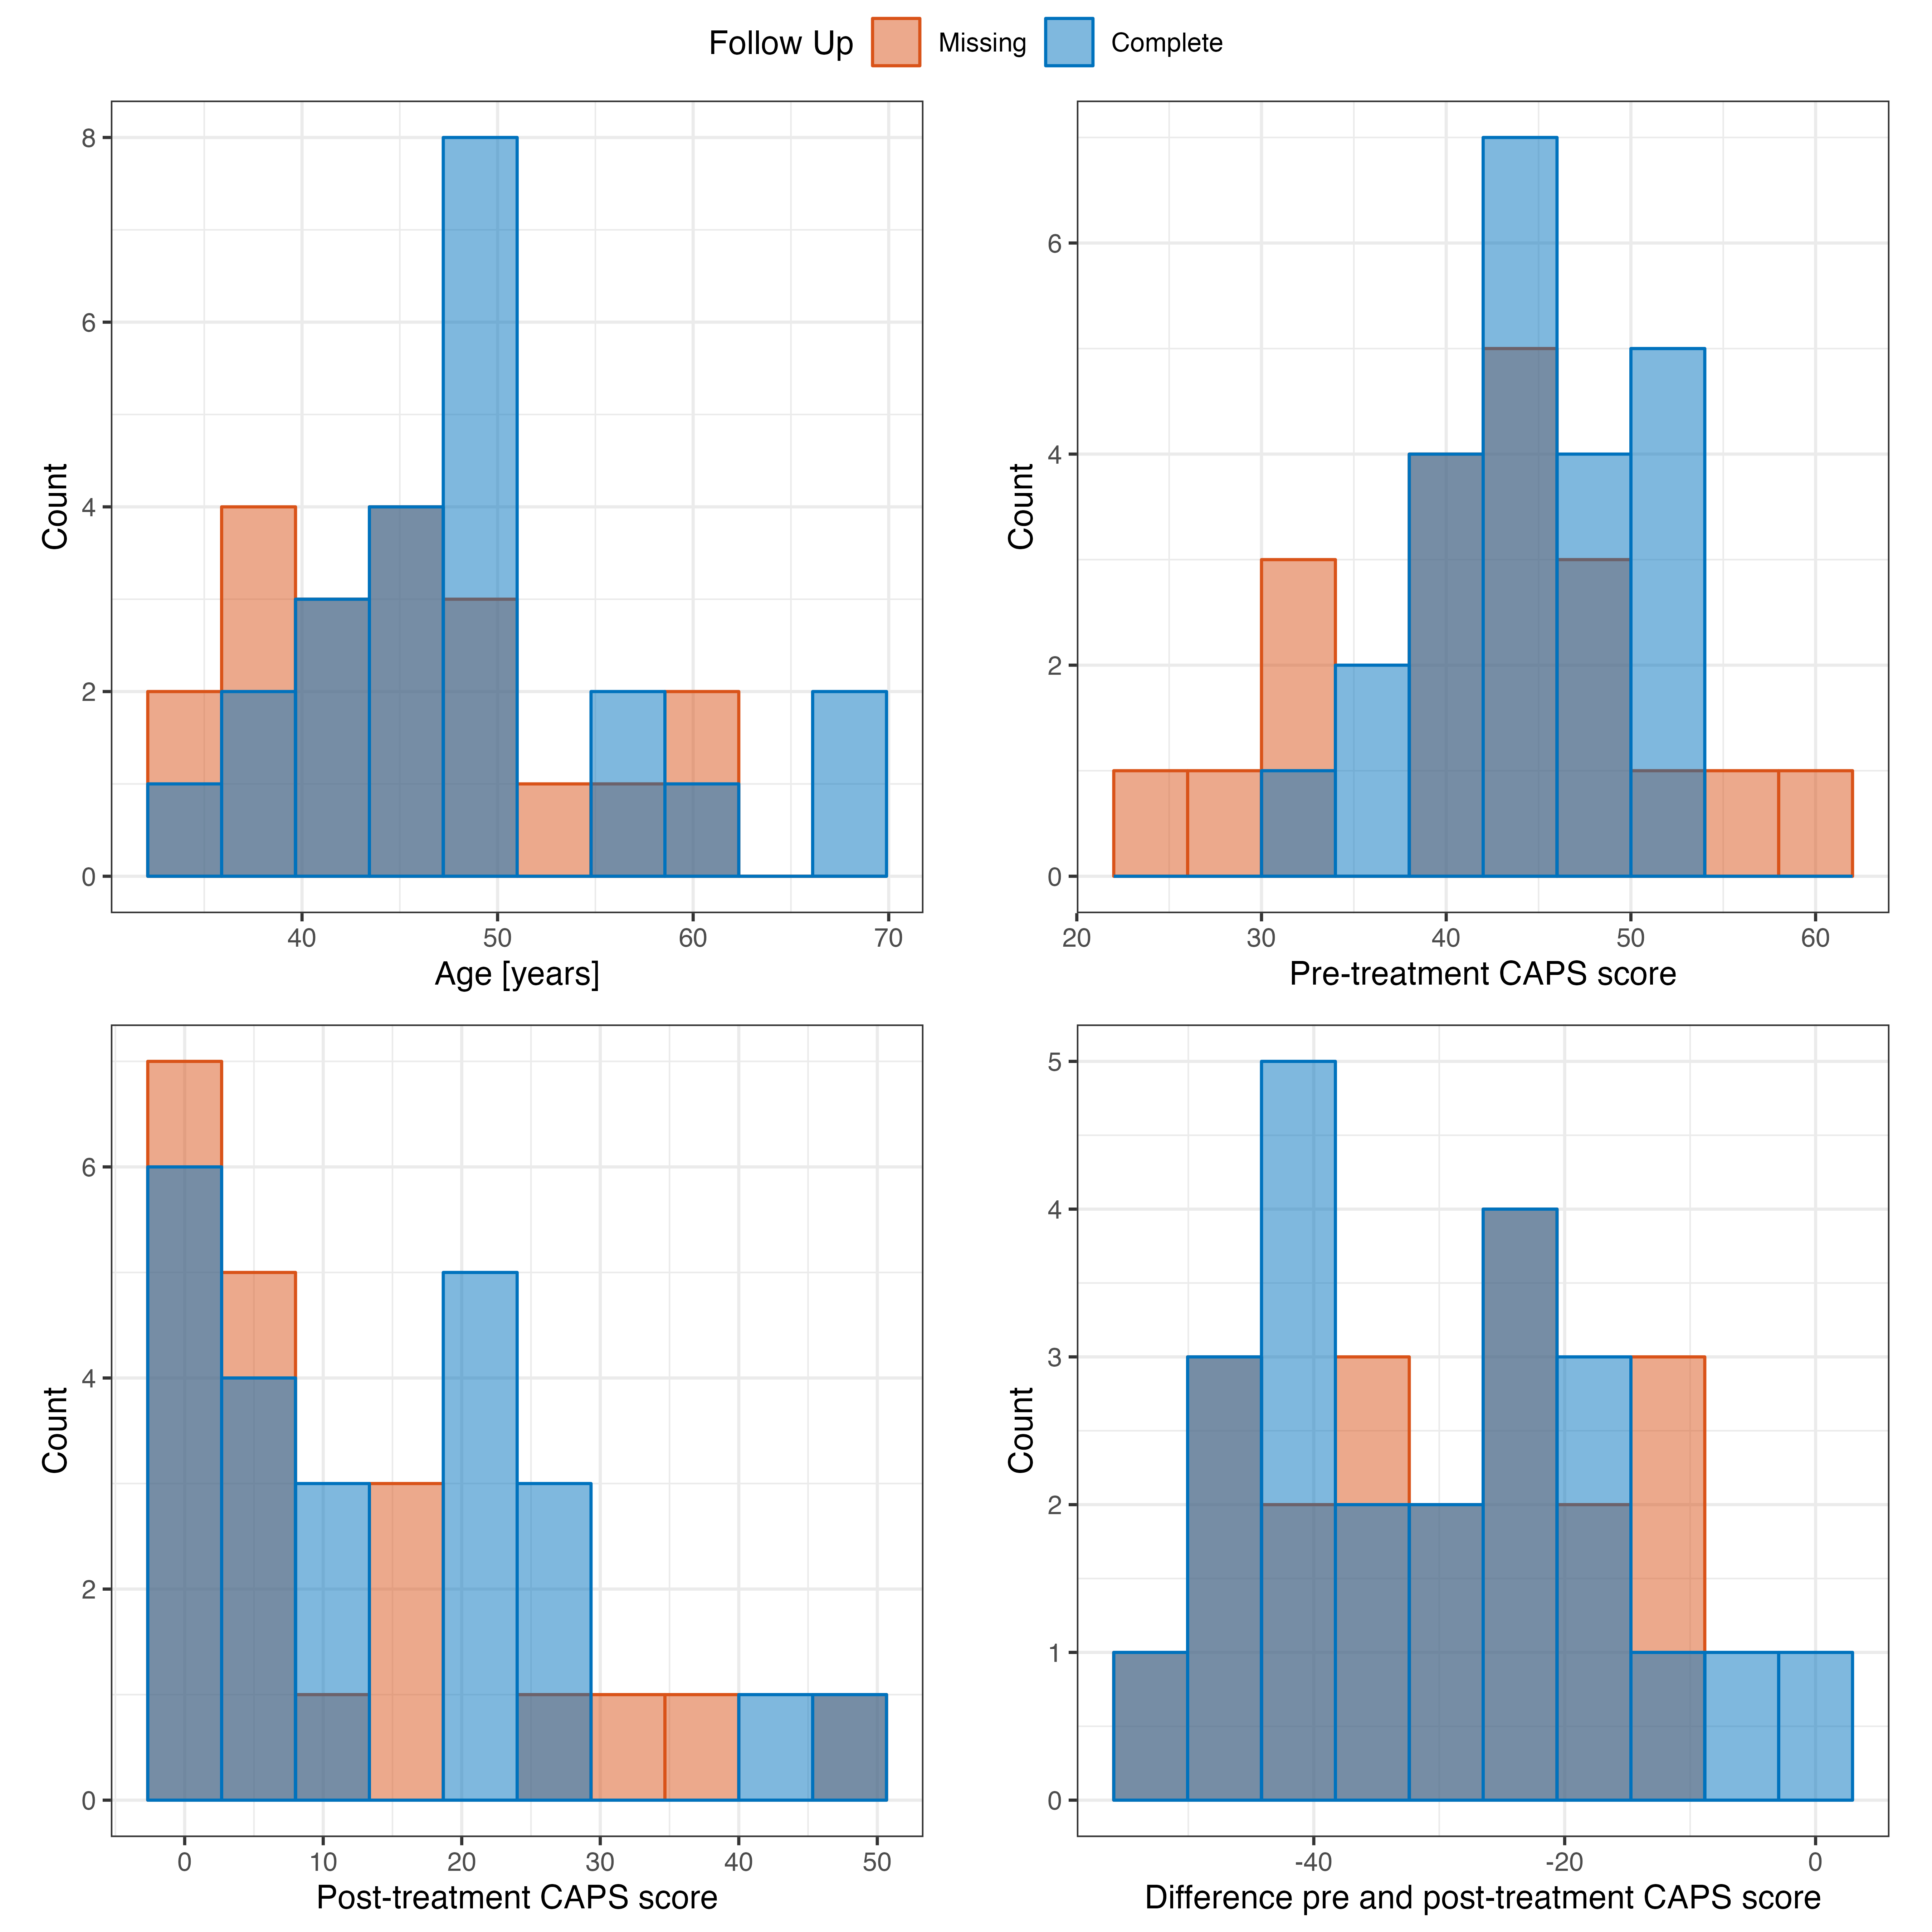 Follow Up Missing Complete
8
6
4
2
0
Count
40 50 60 70
Age [years]
6
4
2
0
Count
20 30 40 50 60
Pre-treatment CAPS score
6
4
2
0
Count
0 10 20 30 40 50
Post-treatment CAPS score
5
4
3
2
1
0
Count
-40 -20 0
Difference pre and post-treatment CAPS score